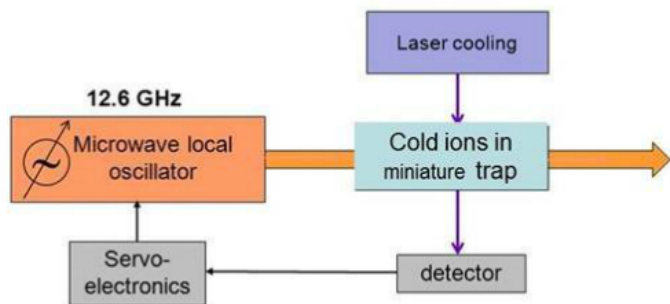 Laser cooling
12.6 GHz
Microwave local
oscillator
Cold ions in
miniature trap
Servo-
electronics
detector